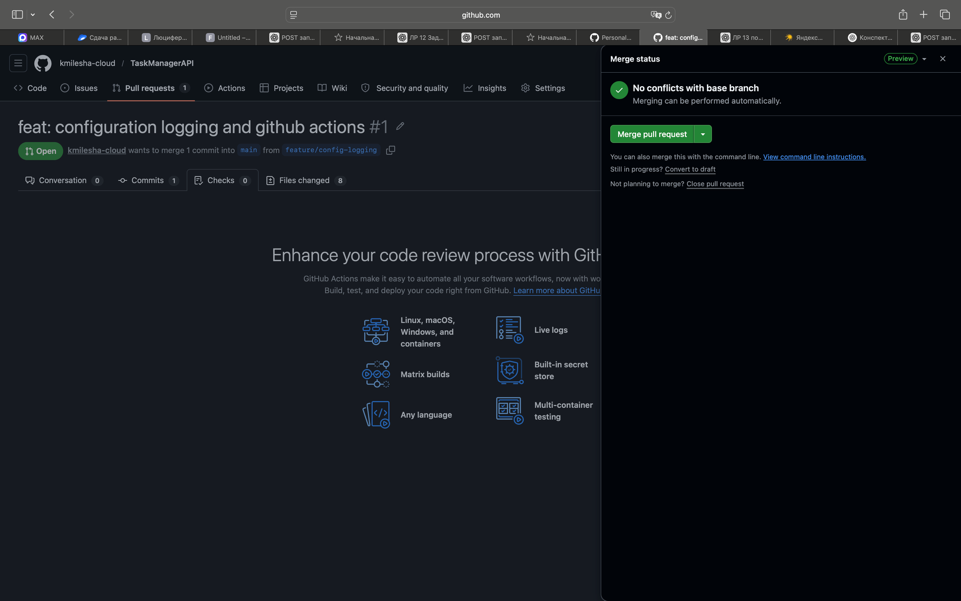 github.com
MAX
Сдача ра...
L
Люцифер...
F
Untitled –...
POST зап...
Начальна...
ЛР 12 Зад...
POST зап...
Начальна...
Personal...
feat: config...
ЛР 13 по...
Яндекс...
Конспект...
POST зап...
kmilesha-cloud / TaskManagerAPI
Code
Issues
Pull requests 1
Actions
Projects
Wiki
Security and quality
Insights
Settings
feat: configuration logging and github actions #1
Open
kmilesha-cloud wants to merge 1 commit into main from feature/config-logging
Conversation 0
Commits 1
Checks 0
Files changed 8
Enhance your code review process with GitH
GitHub Actions make it easy to automate all your software workflows, now with wo
Build, test, and deploy your code right from GitHub. Learn more about GitHu
Linux, macOS,
Windows, and
containers
Live logs
Matrix builds
Built-in secret
store
Any language
Multi-container
testing
Merge status
Preview
No conflicts with base branch
Merging can be performed automatically.
Merge pull request
You can also merge this with the command line. View command line instructions.
Still in progress? Convert to draft
Not planning to merge? Close pull request